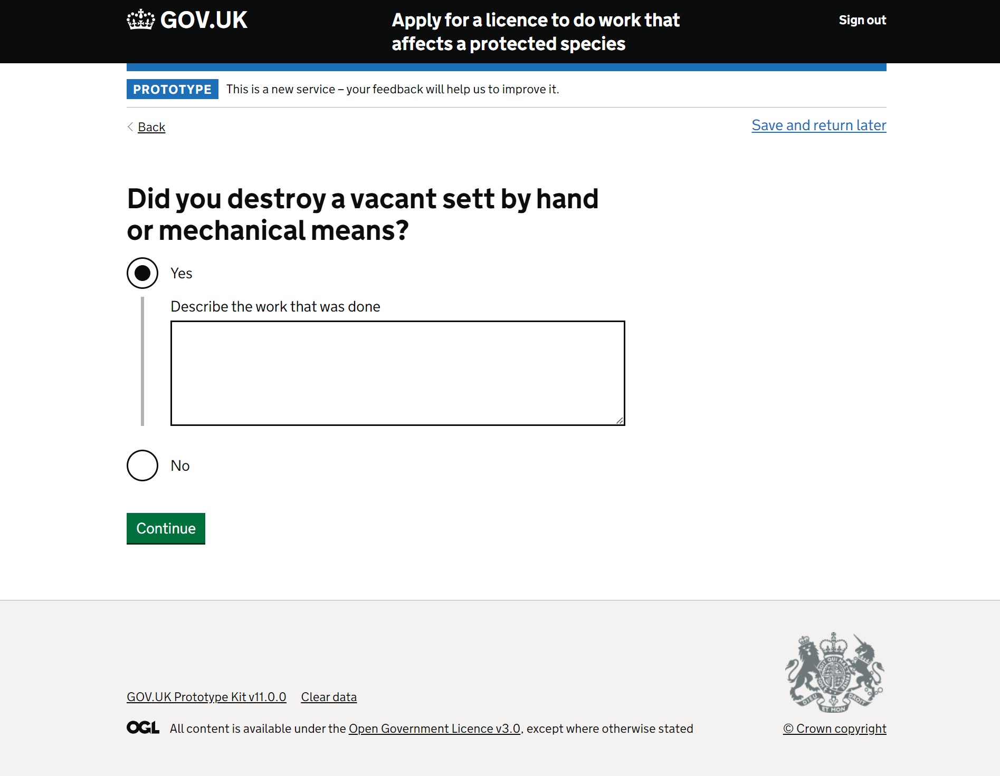 GOV.UK
Apply for a licence to do work that
affects a protected species
Sign out
PROTOTYPE This is a new service – your feedback will help us to improve it.
Back
Save and return later
Did you destroy a vacant sett by hand
or mechanical means?
Yes
Describe the work that was done
No
Continue
GOV.UK Prototype Kit v11.0.0 Clear data
OGL All content is available under the Open Government Licence v3.0, except where otherwise stated
DIEU ET MON DROIT
© Crown copyright